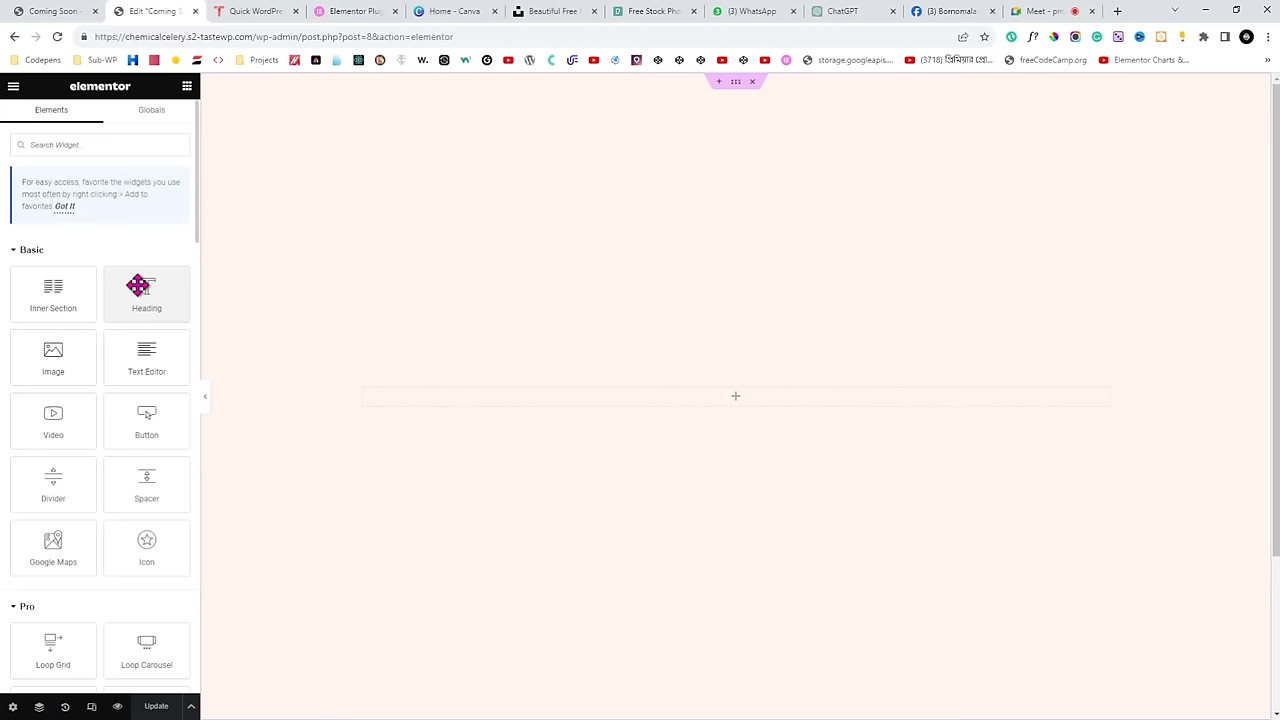 Coming Soon –
Edit "Coming S
Quick WordPre
Elementor Plug
Home - Canva
Beautiful Free
Free Stock Pho
(3) WhatsApp
ChatGPT
(3) Bornomala
Meet – pm
https://chemicalcelery.s2-tastewp.com/wp-admin/post.php?post=8&action=elementor
Codepens
Sub-WP
Projects
storage.googleapis...
freeCodeCamp.org
Elementor Charts &...
elementor
Elements
Globals
Search Widget...
For easy access, favorite the widgets you use
most often by right clicking > Add to
favorites. Got It
Basic
Inner Section
Heading
Image
Text Editor
Video
Button
Divider
Spacer
Google Maps
Icon
Pro
Loop Grid
Loop Carousel
Update